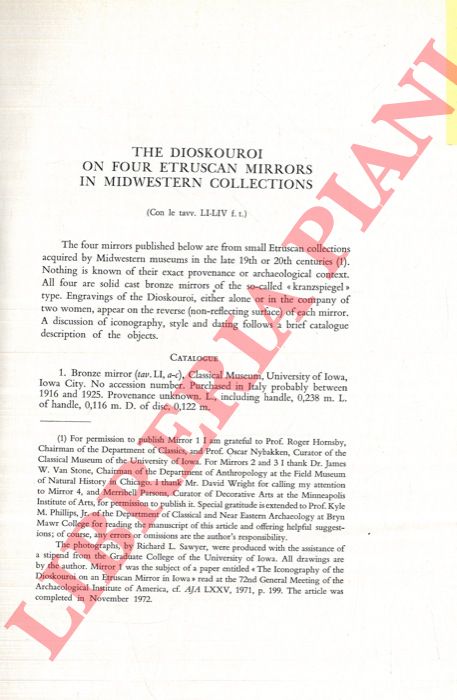 THE DIOSKOUROI
ON FOUR ETRUSCAN MIRRORS
IN MIDWESTERN COLLECTIONS
(Con le tavv. LI-LIV f. t.)
The four mirrors published below are from small Etruscan collections
acquired by Midwestern museums in the late 19th or 20th centuries (1).
Nothing is known of their exact provenance or archaeological context.
All four are solid cast bronze mirrors of the so-called «kranzspiegel»
type. Engravings of the Dioskouroi, either alone or in the company of
two women, appear on the reverse (non-reflecting surface) of each mirror.
A discussion of iconography, style and dating follows a brief catalogue
description of the objects.
CATALOGUE
1. Bronze mirror (tav. LI, a-c), Classical Museum, University of Iowa,
Iowa City. No accession number. Purchased in Italy probably between
1916 and 1925. Provenance unknown. L., including handle, 0,238 m. L.
of handle, 0,116 m. D. of disc, 0,122 m.
(1) For permission to publish Mirror 1 I am grateful to Prof. Roger Hornsby,
Chairman of the Department of Classics, and Prof. Oscar Nybakken, Curator of the
Classical Museum of the University of Iowa. For Mirrors 2 and 3 I thank Dr. James
W. Van Stone, Chairman of the Department of Anthropology at the Field Museum
of Natural History in Chicago, and Mr. David Wright for calling my attention
to Mirror 4, and Merribell Parsons, Curator of Decorative Arts at the Minneapolis
Institute of Arts, for permission to publish it. Special gratitude is extended to Prof. Kyle
M. Phillips, Jr. of the Department of Classical and Near Eastern Archaeology at Bryn
Mawr College for reading the manuscript of this article and offering helpful suggest-
ions; of course, any errors or omissions are the author's responsibility.
The photographs, by Richard L. Sawyer, were produced with the assistance of
a stipend from the Graduate College of the University of Iowa. All drawings are
by the author. Mirror 1 was the subject of a paper entitled «The Iconography of the
Dioskouroi on an Etruscan Mirror in Iowa» read at the 72nd General Meeting of the
Archaeological Institute of America, cf. AJA LXXV, 1971, p. 199. The article was
completed in November 1972.
LIBRERIA PIANI